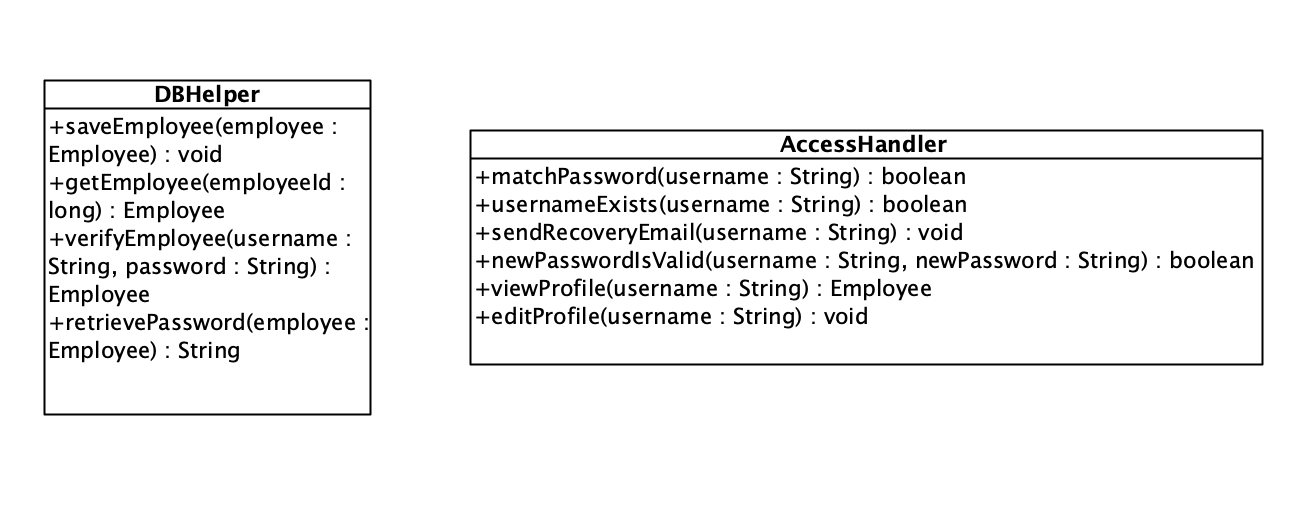 DBHelper
+saveEmployee(employee :
Employee) : void
+getEmployee(employeeId :
long) : Employee
+verifyEmployee(username :
String, password : String) :
Employee
+retrievePassword(employee :
Employee) : String
AccessHandler
+matchPassword(username : String) : boolean
+usernameExists(username : String) : boolean
+sendRecoveryEmail(username : String) : void
+newPasswordIsValid(username : String, newPassword : String) : boolean
+viewProfile(username : String) : Employee
+editProfile(username : String) : void